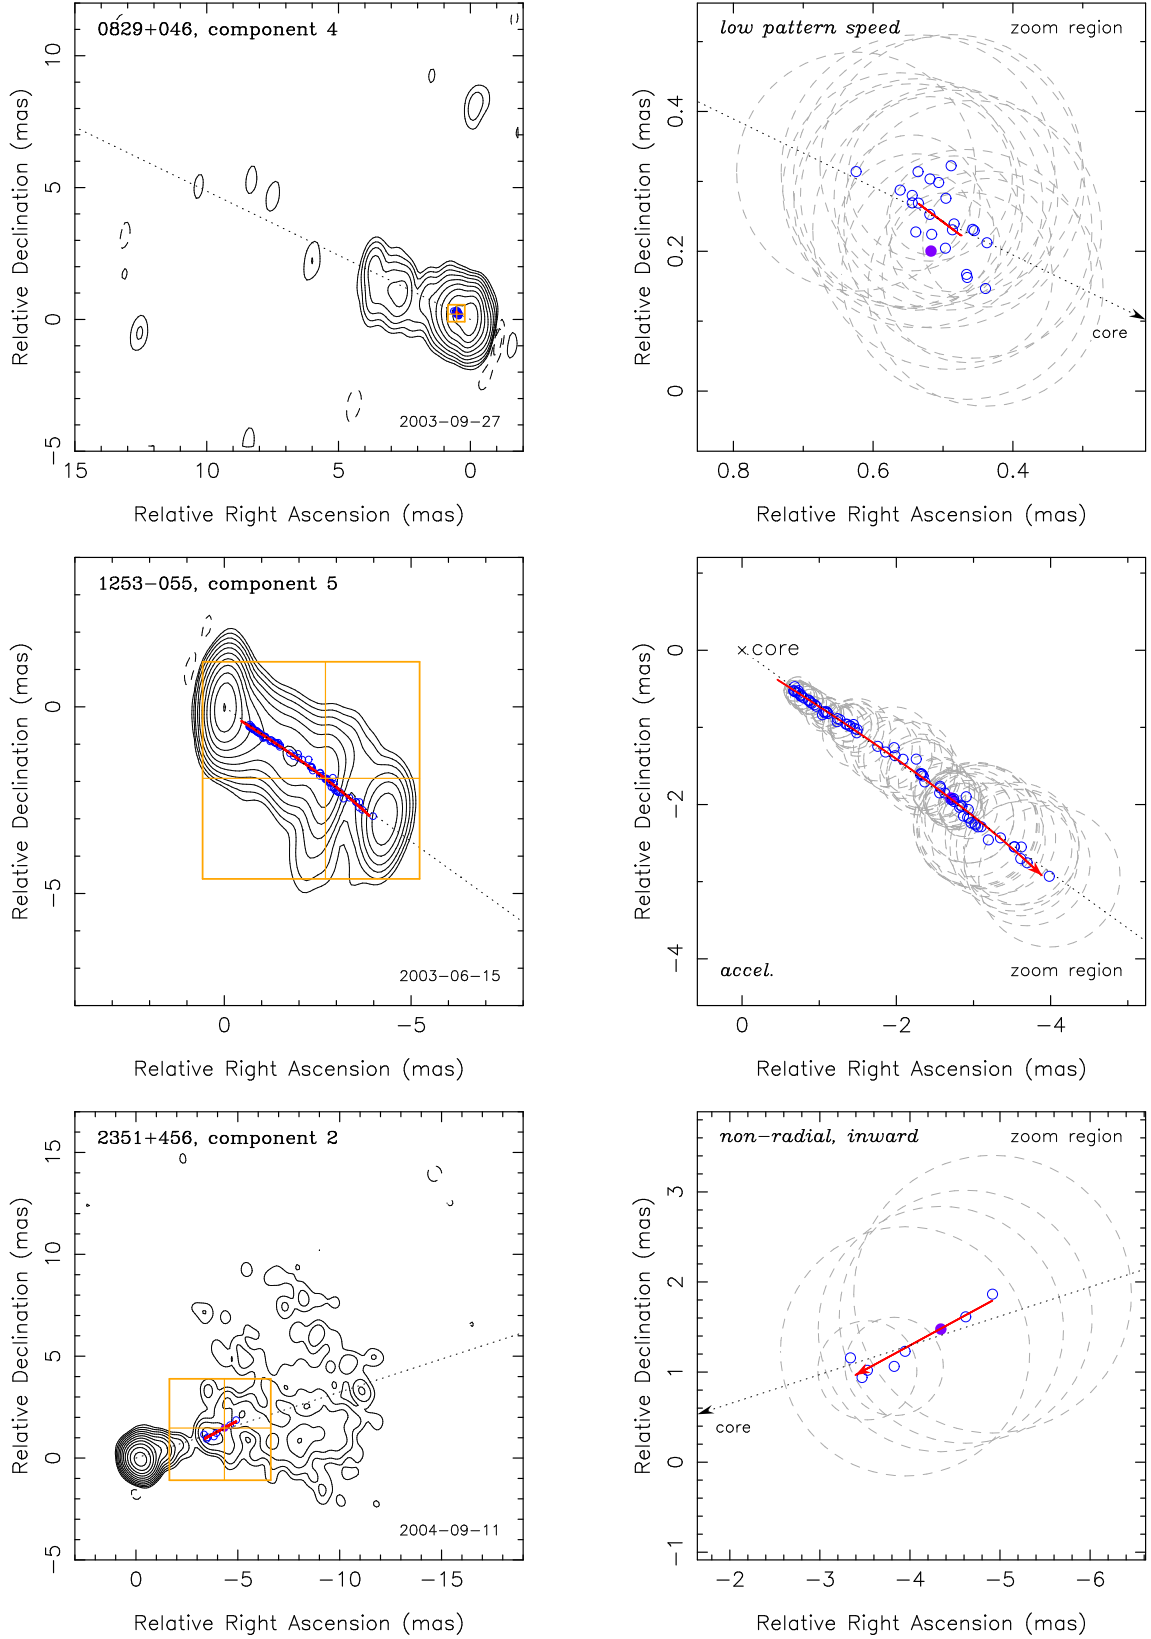 0829+046, component 4
2003−09−27
10
5
0
−5
15
10
5
0
Relative Declination (mas)
Relative Right Ascension (mas)
low pattern speed
zoom region
core
0.4
0.2
0
0.8
0.6
0.4
Relative Declination (mas)
Relative Right Ascension (mas)
1253−055, component 5
2003−06−15
0
−5
0
−5
Relative Declination (mas)
Relative Right Ascension (mas)
core
accel.
zoom region
0
−2
−4
0
−2
−4
Relative Declination (mas)
Relative Right Ascension (mas)
2351+456, component 2
2004−09−11
15
10
5
0
−5
0
−5
−10
−15
Relative Declination (mas)
Relative Right Ascension (mas)
non−radial, inward
zoom region
core
3
2
1
0
−1
−2
−3
−4
−5
−6
Relative Declination (mas)
Relative Right Ascension (mas)